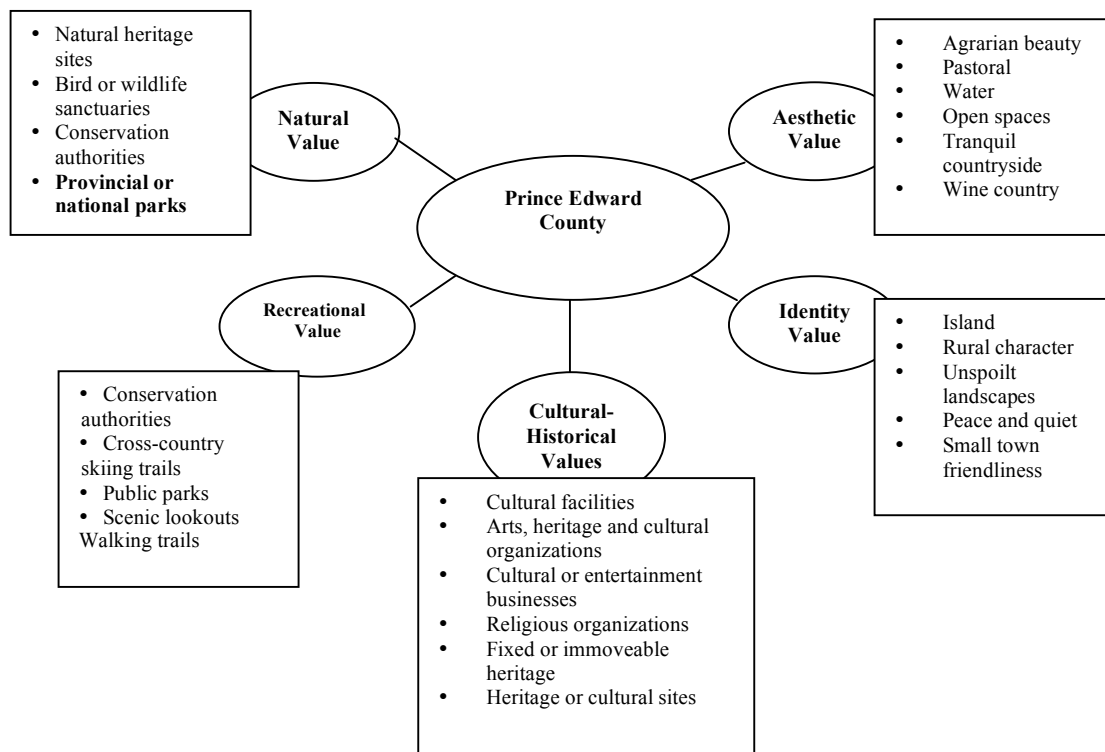 • Natural heritage
sites
• Bird or wildlife
sanctuaries
• Conservation
authorities
• Provincial or
national parks
Natural
Value
Prince Edward
County
Aesthetic
Value
• Agrarian beauty
• Pastoral
• Water
• Open spaces
• Tranquil
countryside
• Wine country
Recreational
Value
• Conservation
authorities
• Cross-country
skiing trails
• Public parks
• Scenic lookouts
Walking trails
Cultural-
Historical
Values
• Cultural facilities
• Arts, heritage and cultural
organizations
• Cultural or entertainment
businesses
• Religious organizations
• Fixed or immoveable
heritage
• Heritage or cultural sites
Identity
Value
• Island
• Rural character
• Unspoilt
landscapes
• Peace and quiet
• Small town
friendliness